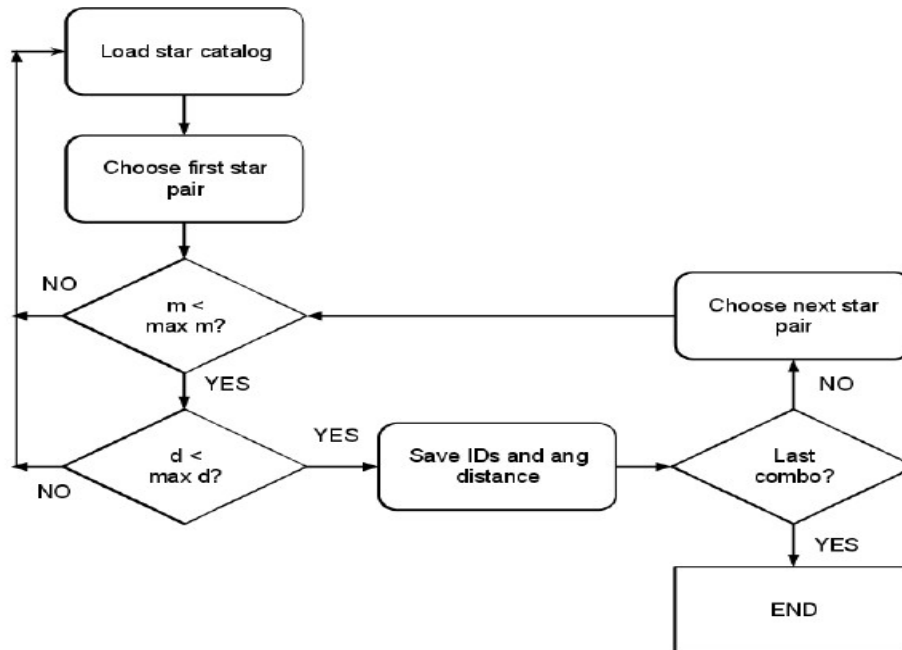 Load star catalog
Choose first star
pair
NO
m <
max m?
Choose next star
pair
YES
NO
d <
max d?
NO
YES
Save IDs and ang
distance
Last
combo?
YES
END